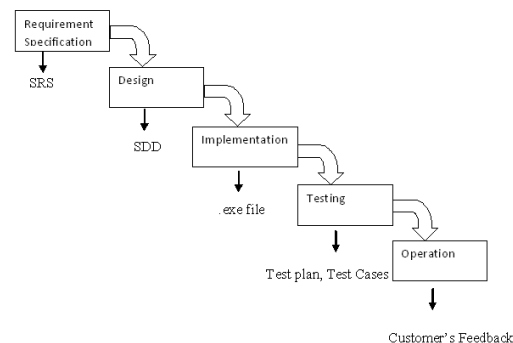 Requirement
Specification
SRS
Design
SDD
Implementation
.exe file
Testing
Test plan, Test Cases
Operation
Customer's Feedback